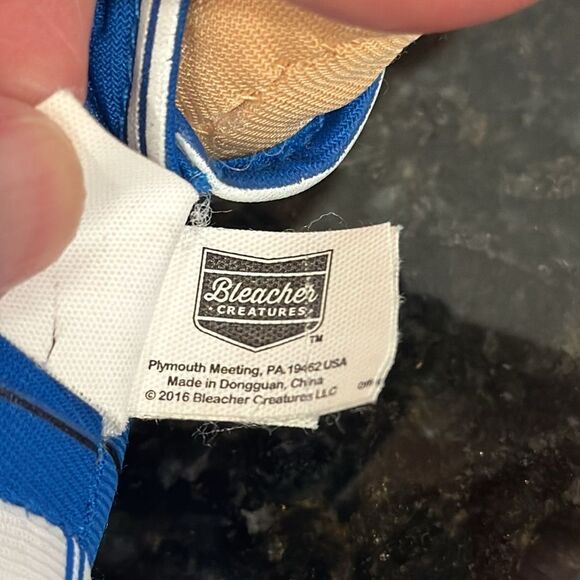 Bleacher
CREATURES
TM
Plymouth Meeting, PA 19462 USA
Made in Dongguan, China
© 2016 Bleacher Creatures LLC